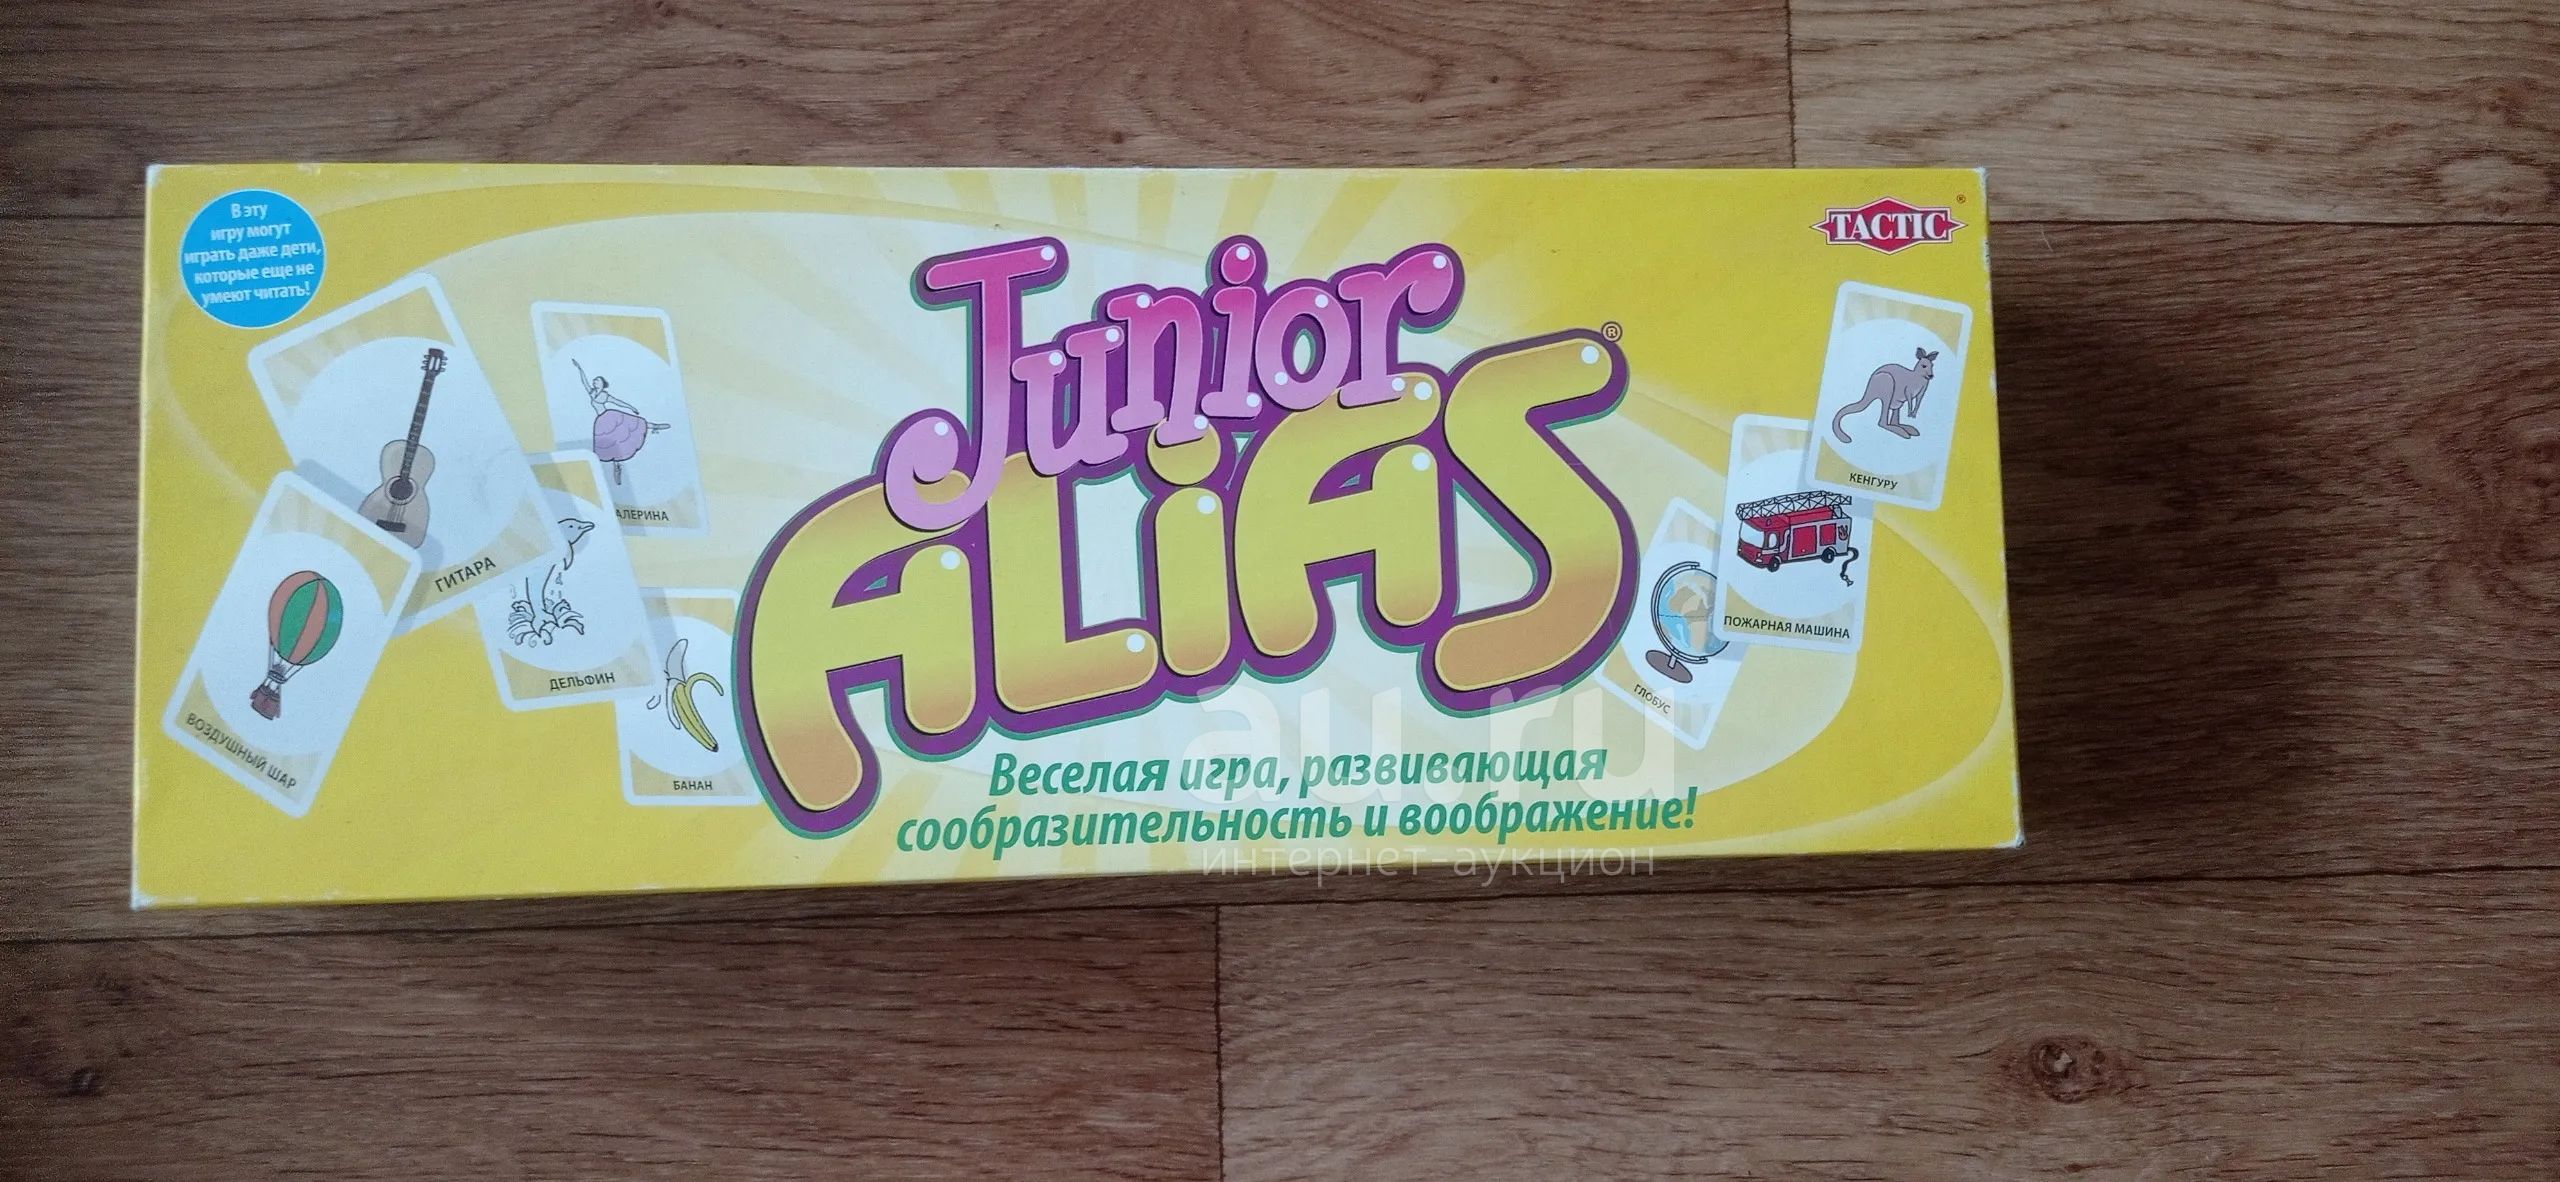 В эту
игру могут
играть даже дети,
которые еще не
умеют читать!
TACTIC®
Junior
ALIAS®
ГИТАРА
АЛЕРИНА
ВОЗДУШНЫЙ ШАР
ДЕЛЬФИН
БАНАН
КЕНГУРУ
ПОЖАРНАЯ МАШИНА
ГЛОБУС
Веселая игра, развивающая
сообразительность и воображение!
au.ru
интернет-аукцион